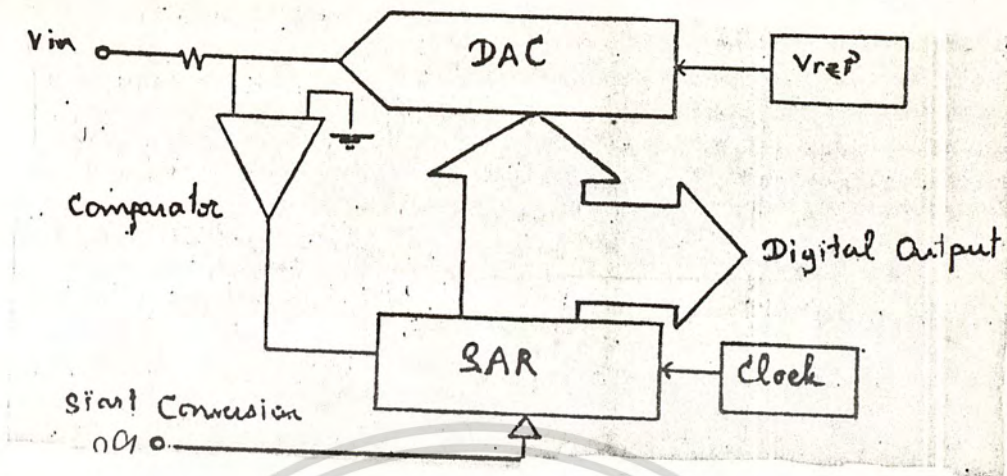 Vin
DAC
Vref
Comparator
Digital Output
SAR
Clock
Start Conversion